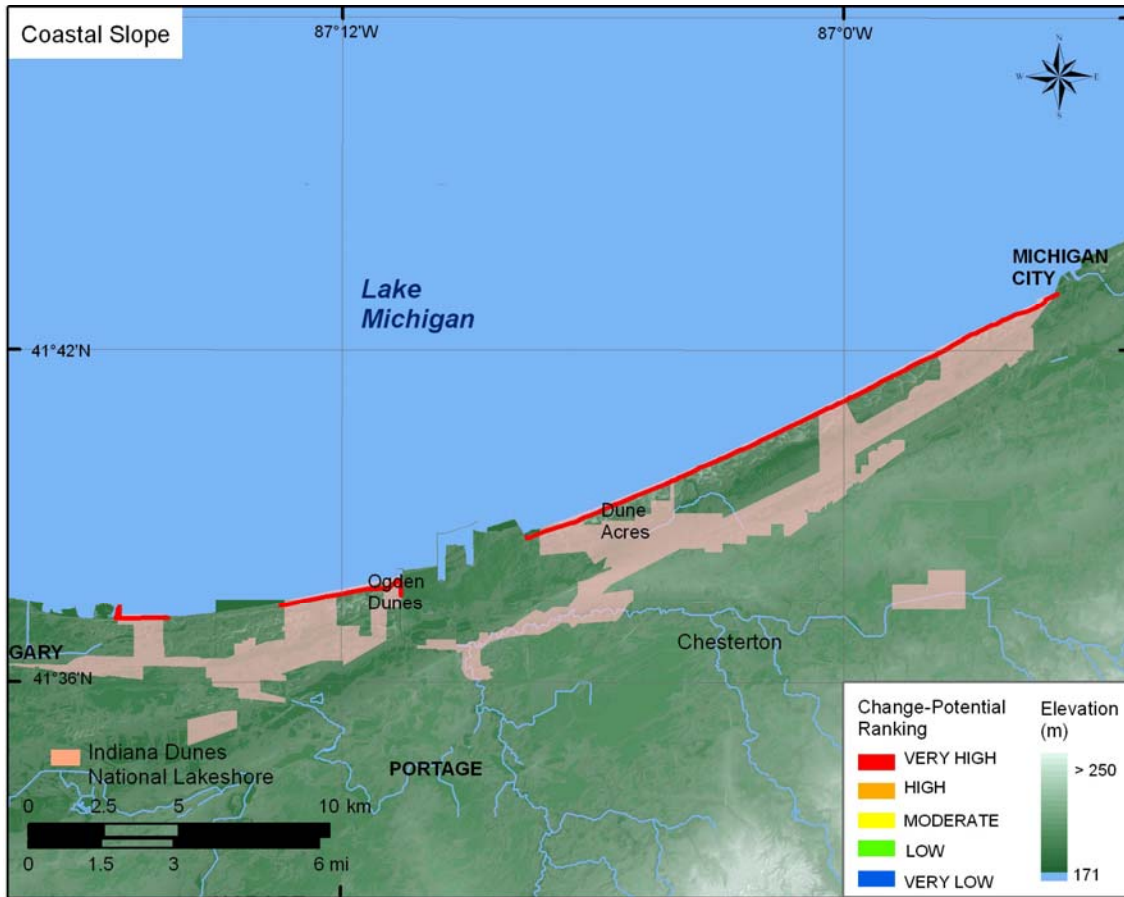 Coastal Slope
87°12'W
87°0'W
N
W
E
S
MICHIGAN
CITY
Lake
Michigan
41°42'N
Dune
Acres
Ogden
Dunes
GARY
Chesterton
41°36'N
PORTAGE
Indiana Dunes
National Lakeshore
0 2.5 5 10 km
0 1.5 3 6 mi
Change-Potential
Ranking
VERY HIGH
HIGH
MODERATE
LOW
VERY LOW
Elevation
(m)
> 250
171